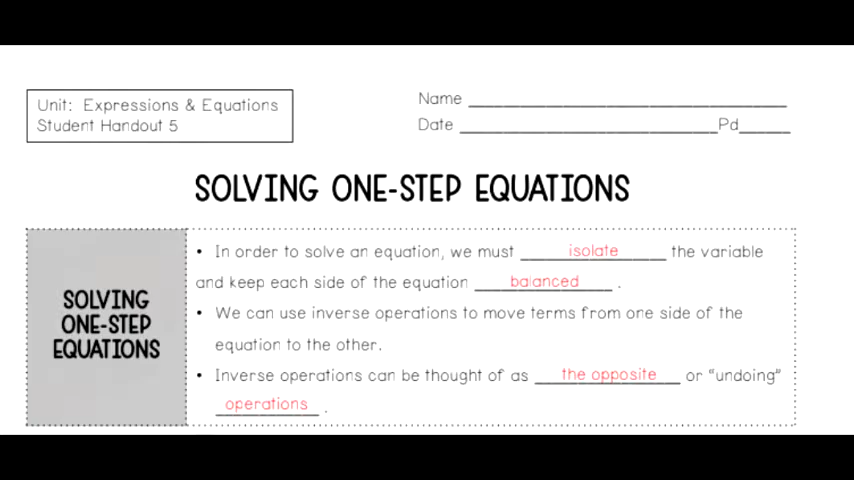 Unit: Expressions & Equations
Student Handout 5
Name
Date Pd
SOLVING ONE-STEP EQUATIONS
SOLVING
ONE-STEP
EQUATIONS
• In order to solve an equation, we must isolate the variable
and keep each side of the equation balanced .
• We can use inverse operations to move terms from one side of the
equation to the other.
• Inverse operations can be thought of as the opposite or “undoing”
operations .